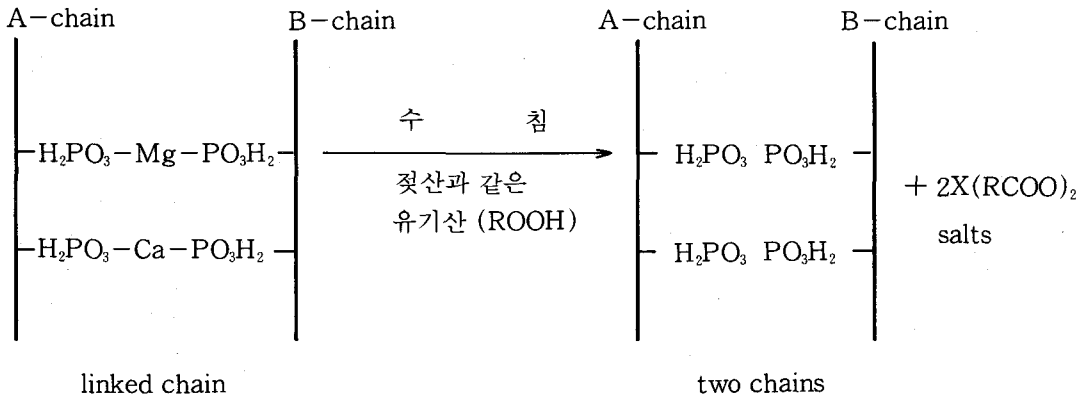 A-chain B-chain A-chain B-chain
수 침
H₂PO₃-Mg-PO₃H₂ H₂PO₃ PO₃H₂
젖산과 같은
+ 2X(RCOO)₂
유기산 (ROOH)
salts
H₂PO₃-Ca-PO₃H₂ H₂PO₃ PO₃H₂
linked chain two chains